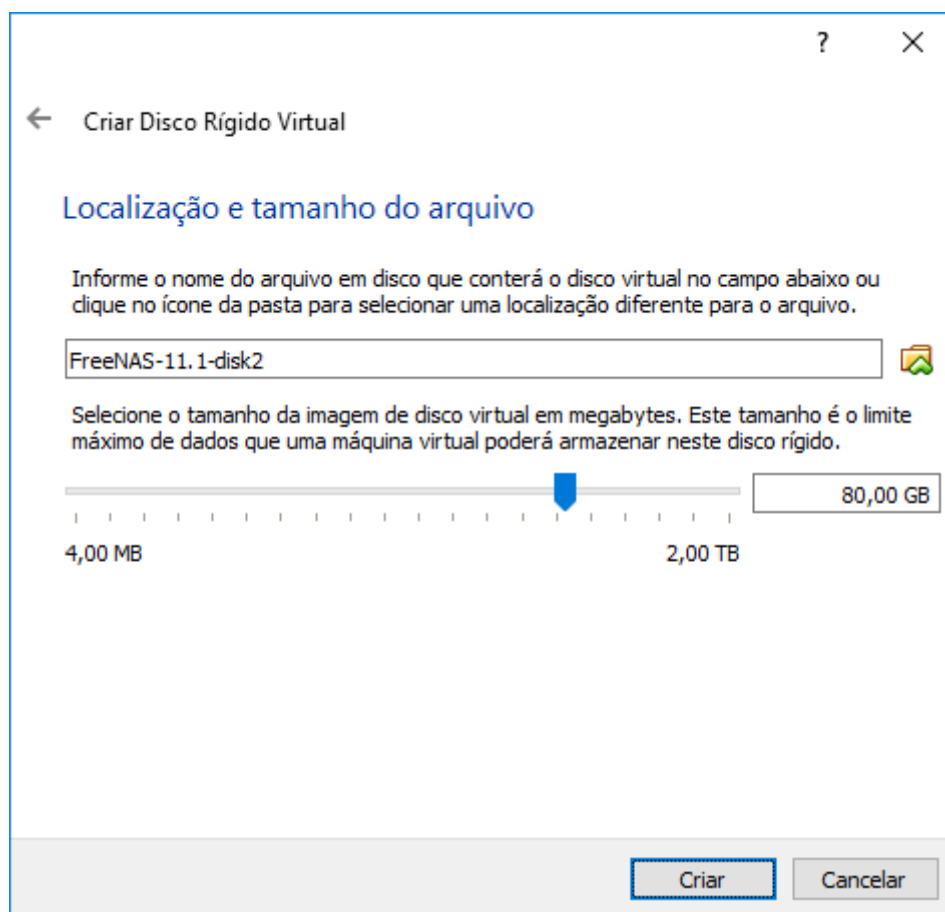 ?
Criar Disco Rígido Virtual
Localização e tamanho do arquivo
Informe o nome do arquivo em disco que conterá o disco virtual no campo abaixo ou
clique no ícone da pasta para selecionar uma localização diferente para o arquivo.
FreeNAS-11.1-disk2
Selecione o tamanho da imagem de disco virtual em megabytes. Este tamanho é o limite
máximo de dados que uma máquina virtual poderá armazenar neste disco rígido.
80,00 GB
4,00 MB 2,00 TB
Criar Cancelar